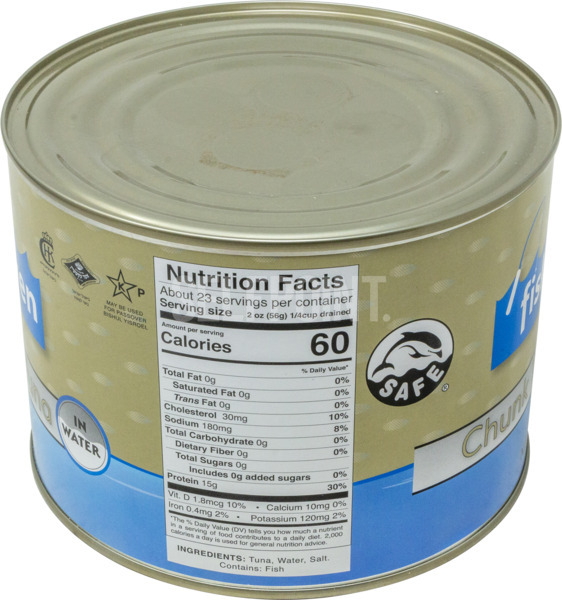 K P
MAY BE USED
FOR PASSOVER
BISHUL YISROEL
IN
WATER
Nutrition Facts
About 23 servings per container
Serving size 2 oz (56g) 1/4cup drained
Amount per serving
Calories 60
% Daily Value*
Total Fat 0g 0%
Saturated Fat 0g 0%
Trans Fat 0g 0%
Cholesterol 30mg 10%
Sodium 180mg 8%
Total Carbohydrate 0g 0%
Dietary Fiber 0g 0%
Total Sugars 0g
Includes 0g added sugars 0%
Protein 15g 30%
Vit. D 1.8mcg 10% • Calcium 10mg 0%
Iron 0.4mg 2% • Potassium 120mg 2%
*The % Daily Value (DV) tells you how much a nutrient
in a serving of food contributes to a daily diet. 2,000
calories a day is used for general nutrition advice.
INGREDIENTS: Tuna, Water, Salt.
Contains: Fish
SAFE
fis
Chunk